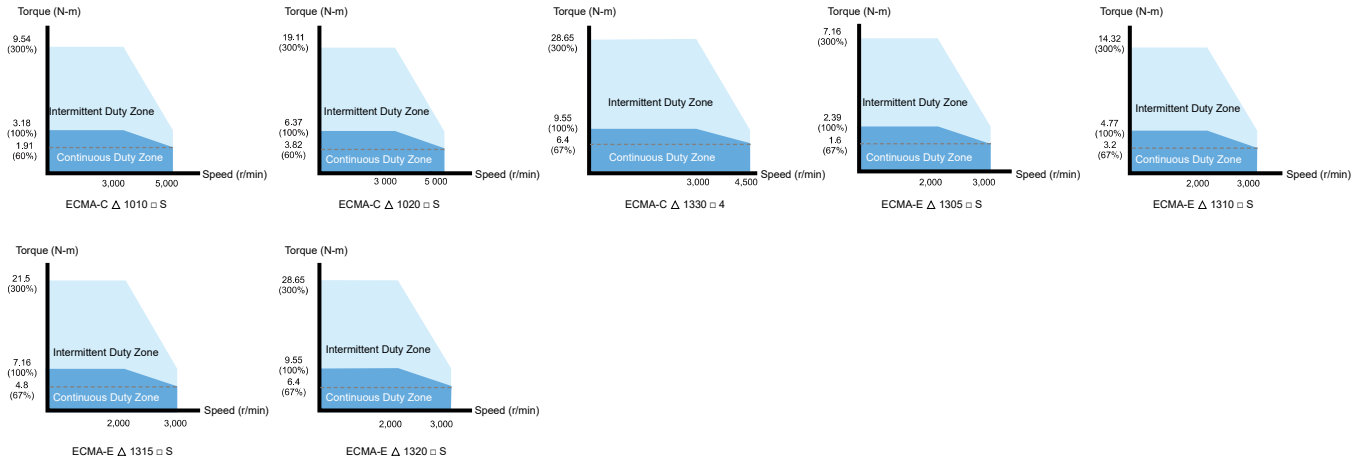 Torque (N-m)
9.54
(300%)
Intermittent Duty Zone
3.18
(100%)
1.91
(60%)
Continuous Duty Zone
Speed (r/min)
3,000
5,000
ECMA-C △ 1010 □ S
Torque (N-m)
19.11
(300%)
Intermittent Duty Zone
6.37
(100%)
3.82
(60%)
Continuous Duty Zone
Speed (r/min)
3 000
5 000
ECMA-C △ 1020 □ S
Torque (N-m)
28.65
(300%)
Intermittent Duty Zone
9.55
(100%)
6.4
(67%)
Continuous Duty Zone
Speed (r/min)
3,000
4,500
ECMA-C △ 1330 □ 4
Torque (N-m)
7.16
(300%)
Intermittent Duty Zone
2.39
(100%)
1.6
(67%)
Continuous Duty Zone
Speed (r/min)
2,000
3,000
ECMA-E △ 1305 □ S
Torque (N-m)
14.32
(300%)
Intermittent Duty Zone
4.77
(100%)
3.2
(67%)
Continuous Duty Zone
Speed (r/min)
2,000
3,000
ECMA-E △ 1310 □ S
Torque (N-m)
21.5
(300%)
Intermittent Duty Zone
7.16
(100%)
4.8
(67%)
Continuous Duty Zone
Speed (r/min)
2,000
3,000
ECMA-E △ 1315 □ S
Torque (N-m)
28.65
(300%)
Intermittent Duty Zone
9.55
(100%)
6.4
(67%)
Continuous Duty Zone
Speed (r/min)
2,000
3,000
ECMA-E △ 1320 □ S